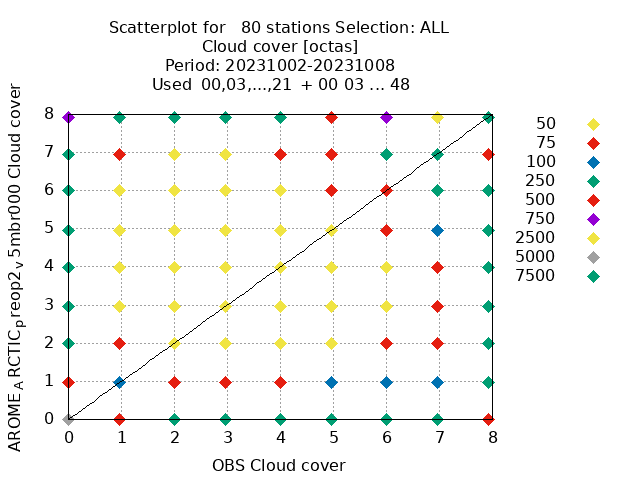 Scatterplot for   80 stations Selection: ALL
Cloud cover [octas]
Period: 20231002-20231008
Used  00,03,...,21  + 00 03 ... 48
AROME_ARCTIC_preop2_v5mbr000 Cloud cover
8
7
6
5
4
3
2
1
0
0 1 2 3 4 5 6 7 8
OBS Cloud cover
50
75
100
250
500
750
2500
5000
7500